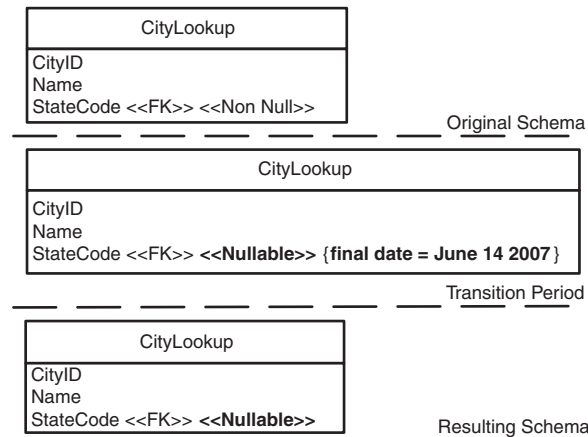 CityLookup
CityID
Name
StateCode <<FK>> <<Non Null>>
Original Schema
CityLookup
CityID
Name
StateCode <<FK>> <<Nullable>> {final date = June 14 2007}
Transition Period
CityLookup
CityID
Name
StateCode <<FK>> <<Nullable>>
Resulting Schema